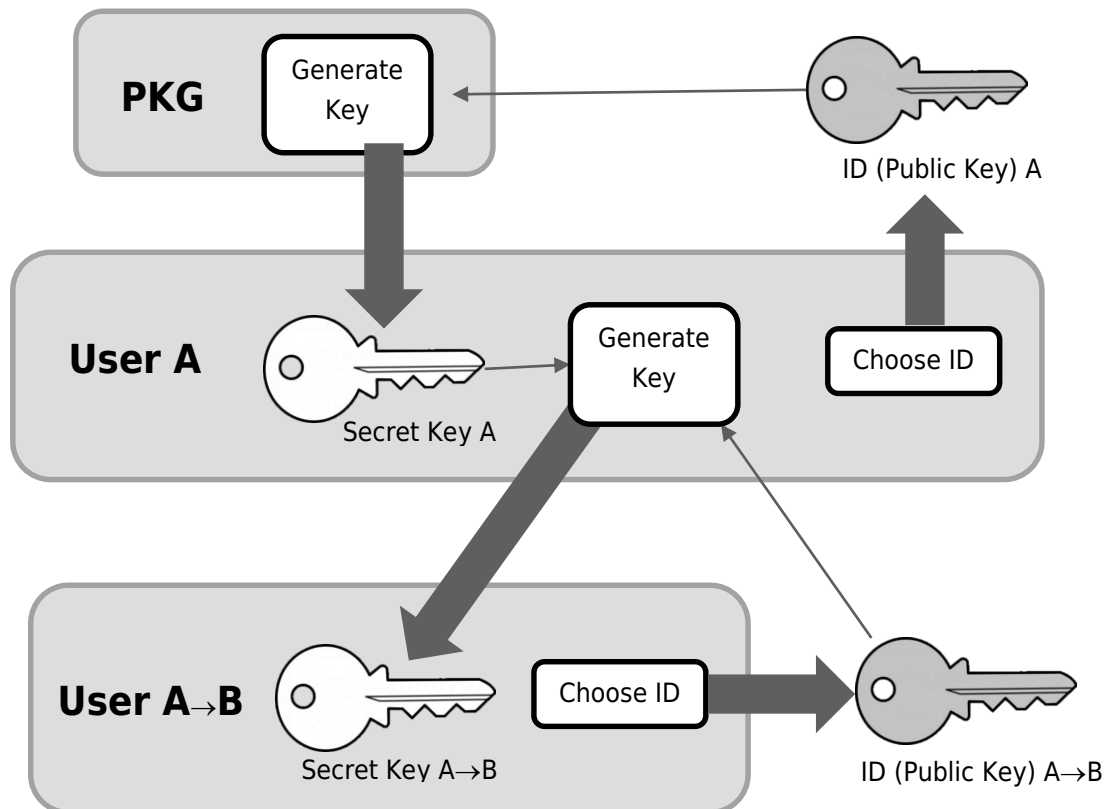 PKG
Generate
Key
ID (Public Key) A
User A
Generate
Key
Choose ID
Secret Key A
User A→B
Choose ID
Secret Key A→B
ID (Public Key) A→B